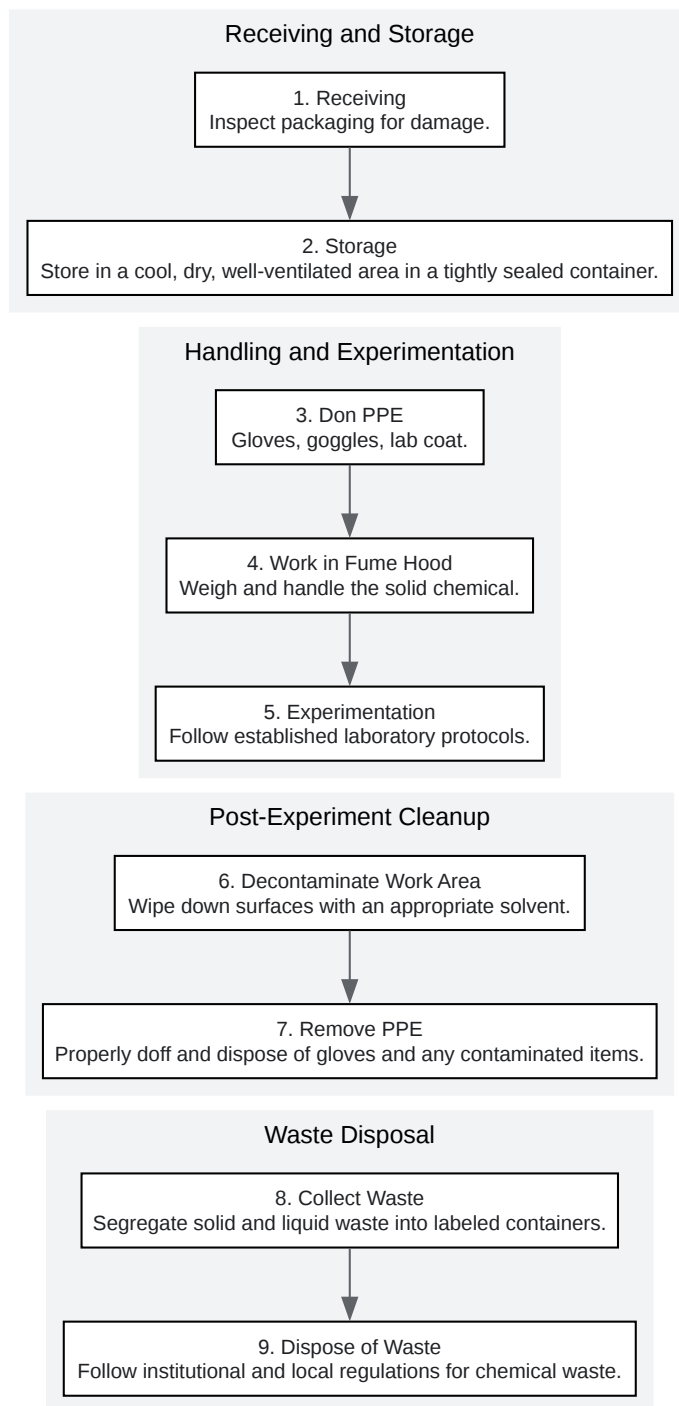 Receiving and Storage
1. Receiving
Inspect packaging for damage.
2. Storage
Store in a cool, dry, well-ventilated area in a tightly sealed container.
Handling and Experimentation
3. Don PPE
Gloves, goggles, lab coat.
4. Work in Fume Hood
Weigh and handle the solid chemical.
5. Experimentation
Follow established laboratory protocols.
Post-Experiment Cleanup
6. Decontaminate Work Area
Wipe down surfaces with an appropriate solvent.
7. Remove PPE
Properly doff and dispose of gloves and any contaminated items.
Waste Disposal
8. Collect Waste
Segregate solid and liquid waste into labeled containers.
9. Dispose of Waste
Follow institutional and local regulations for chemical waste.